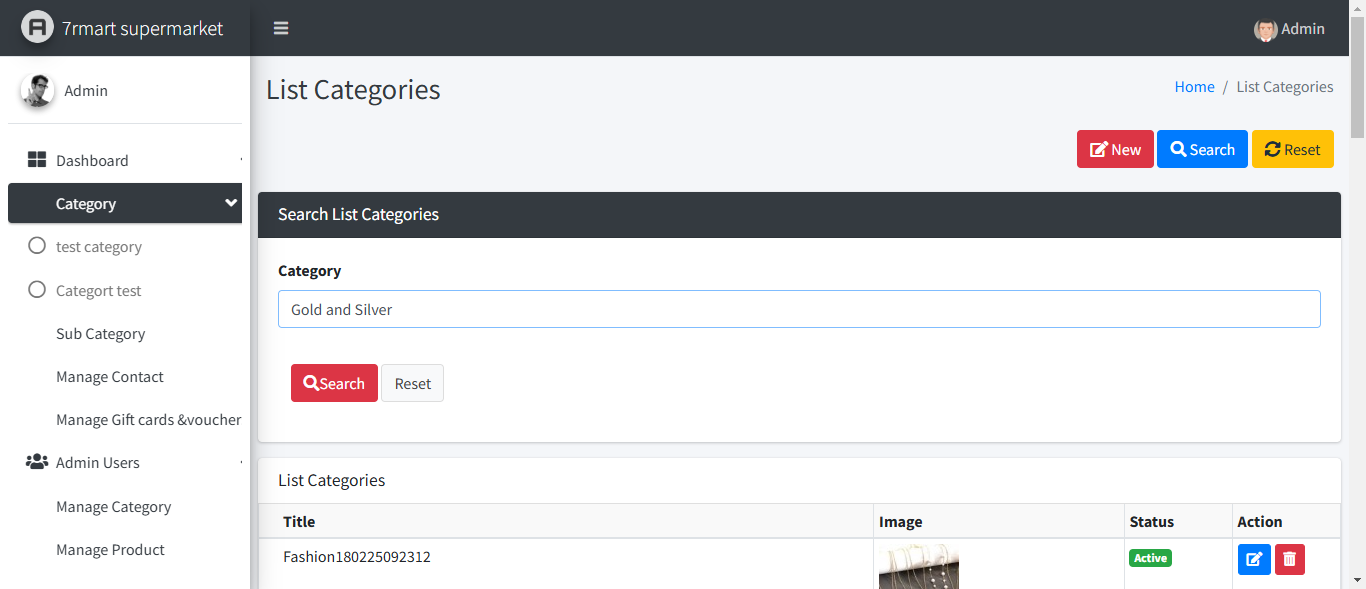 7rmart supermarket
Admin
Admin
List Categories
Home / List Categories
New Search Reset
Dashboard
Category
test category
Categort test
Sub Category
Manage Contact
Manage Gift cards &voucher
Admin Users
Manage Category
Manage Product
Search List Categories
Category
Gold and Silver
Search Reset
List Categories
Title Image Status Action
Fashion180225092312 Active